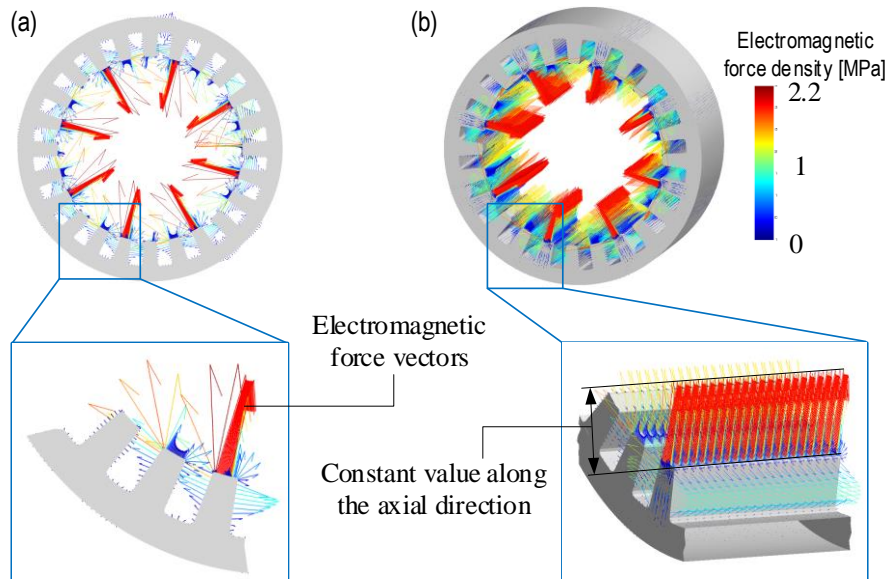 (a)
(b)
Electromagnetic
force density [MPa]
2.2
1
0
Electromagnetic
force vectors
Constant value along
the axial direction